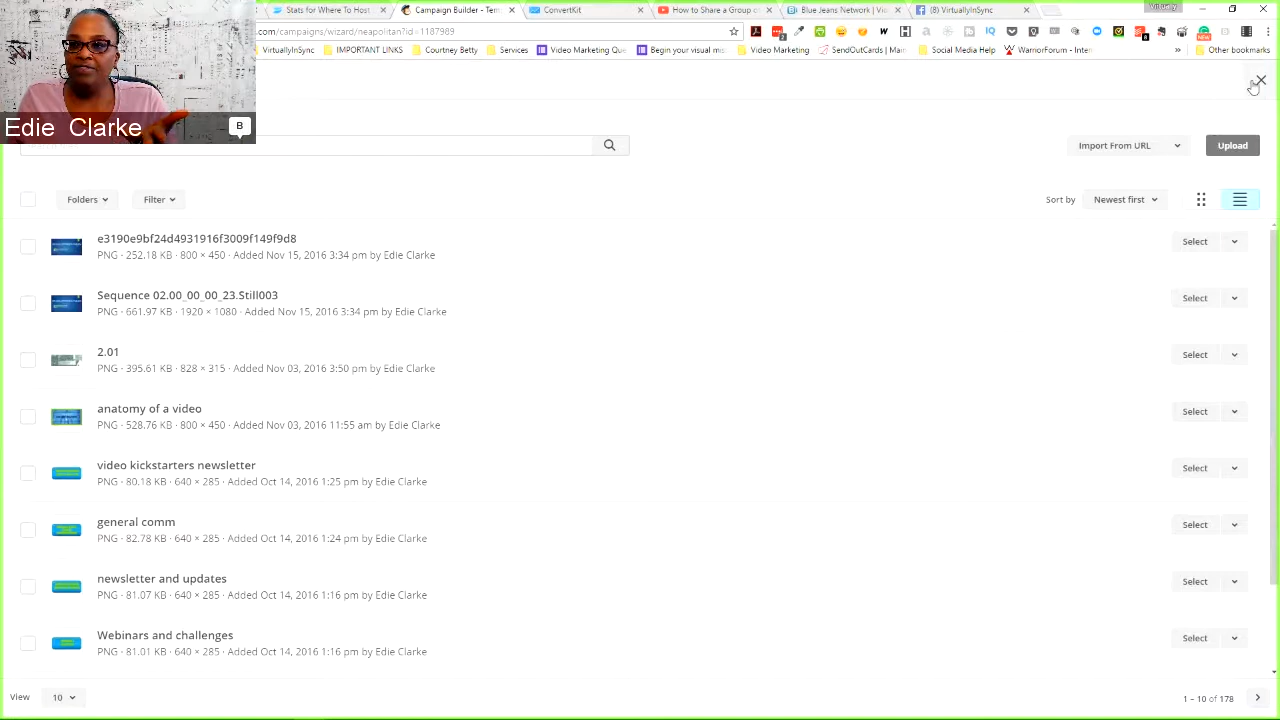 Stats for Where To Host
Campaign Builder - Tem
ConvertKit
How to Share a Group c
Blue Jeans Network | Vid
(8) VirtuallyInSync
Virtually
VirtuallyInSync
IMPORTANT LINKS
Copying Betty
Video Marketing Que
Begin your visual mis
Video Marketing
SendOutCards | Test
Social Media Help
WarriorForum - Inter
Other Bookmarks
Edie Clarke
B
Import From URL
Upload
Folders
Filter
Sort by
Newest first
e3190e9bf24d4931916f3009f149f9d8
PNG · 252.18 KB · 800 × 450 · Added Nov 15, 2016 3:34 pm by Edie Clarke
Select
Sequence 02.00_00_00_23.Still003
PNG · 661.97 KB · 1920 × 1080 · Added Nov 15, 2016 3:34 pm by Edie Clarke
Select
2.01
PNG · 395.61 KB · 828 × 315 · Added Nov 03, 2016 3:50 pm by Edie Clarke
Select
anatomy of a video
PNG · 528.76 KB · 800 × 450 · Added Nov 03, 2016 11:55 am by Edie Clarke
Select
video kickstarters newsletter
PNG · 80.18 KB · 640 × 285 · Added Oct 14, 2016 1:25 pm by Edie Clarke
Select
general comm
PNG · 82.78 KB · 640 × 285 · Added Oct 14, 2016 1:24 pm by Edie Clarke
Select
newsletter and updates
PNG · 81.07 KB · 640 × 285 · Added Oct 14, 2016 1:16 pm by Edie Clarke
Select
Webinars and challenges
PNG · 81.01 KB · 640 × 285 · Added Oct 14, 2016 1:16 pm by Edie Clarke
Select
View
10
1 – 10 of 178